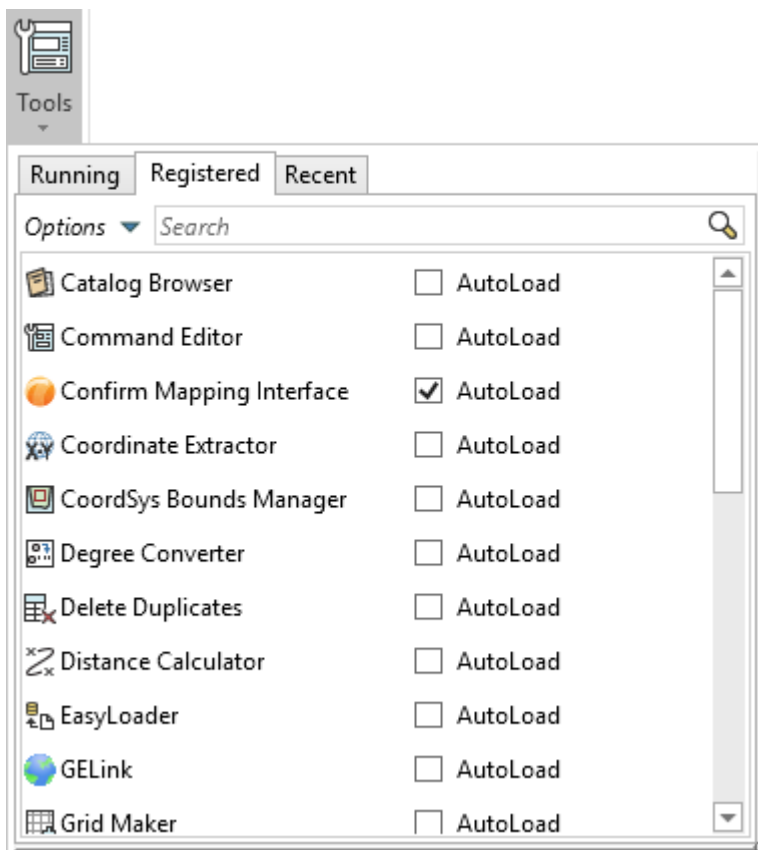 Tools
Running Registered Recent
Options Search
Catalog Browser AutoLoad
Command Editor AutoLoad
Confirm Mapping Interface AutoLoad
Coordinate Extractor AutoLoad
CoordSys Bounds Manager AutoLoad
Degree Converter AutoLoad
Delete Duplicates AutoLoad
Distance Calculator AutoLoad
EasyLoader AutoLoad
GELink AutoLoad
Grid Maker AutoLoad